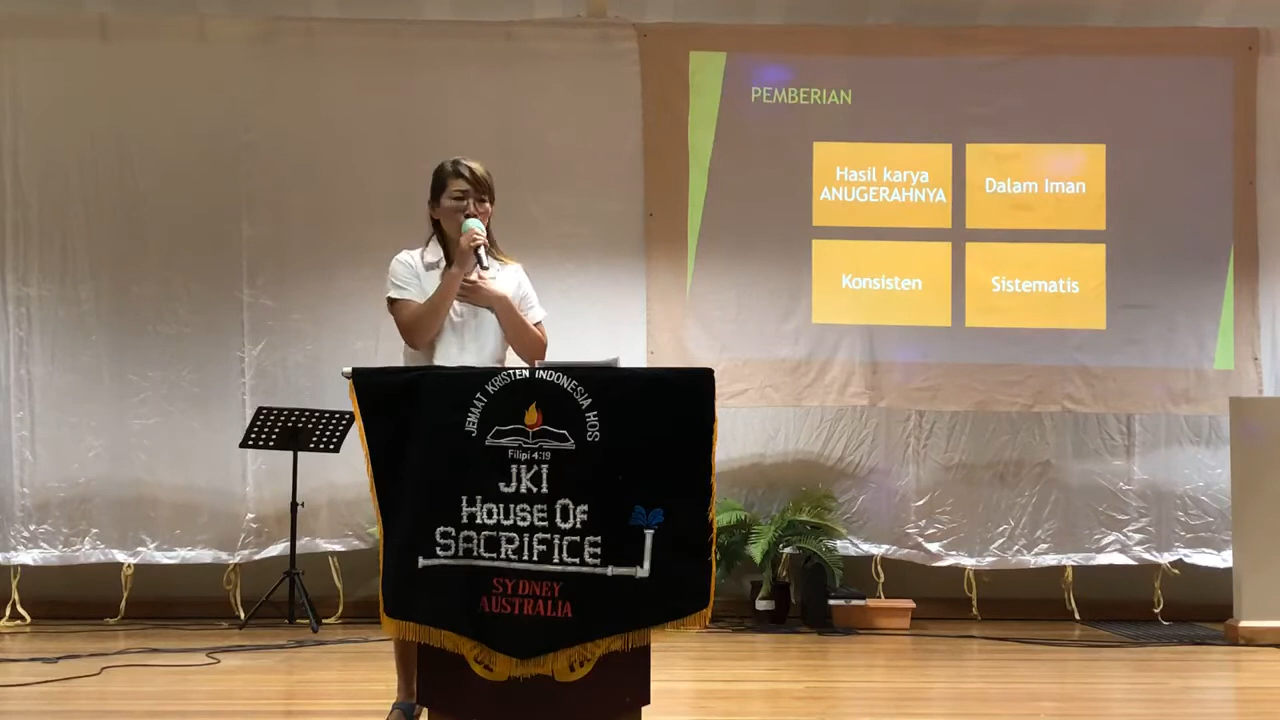 PEMBERIAN
Hasil karya
ANUGERAHNYA
Dalam Iman
Konsisten
Sistematis
JEMAAT KRISTEN INDONESIA HOS
Filipi 4:19
JKI
HOUSE OF
SACRIFICE
SYDNEY
AUSTRALIA